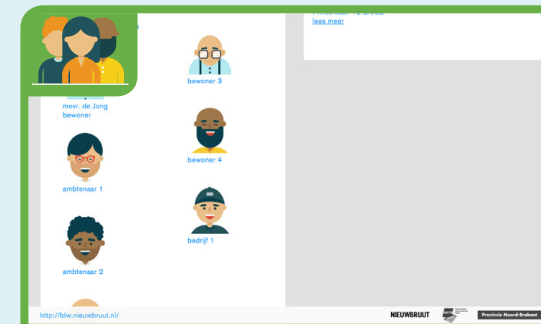 lees meer
mevr. de Jong
bewoner
ambtenaar 1
ambtenaar 2
bewoner 3
bewoner 4
bedrijf 1
http://blw.nieuwbruut.nl/
NIEUWBRUUT
Provincie Noord-Brabant